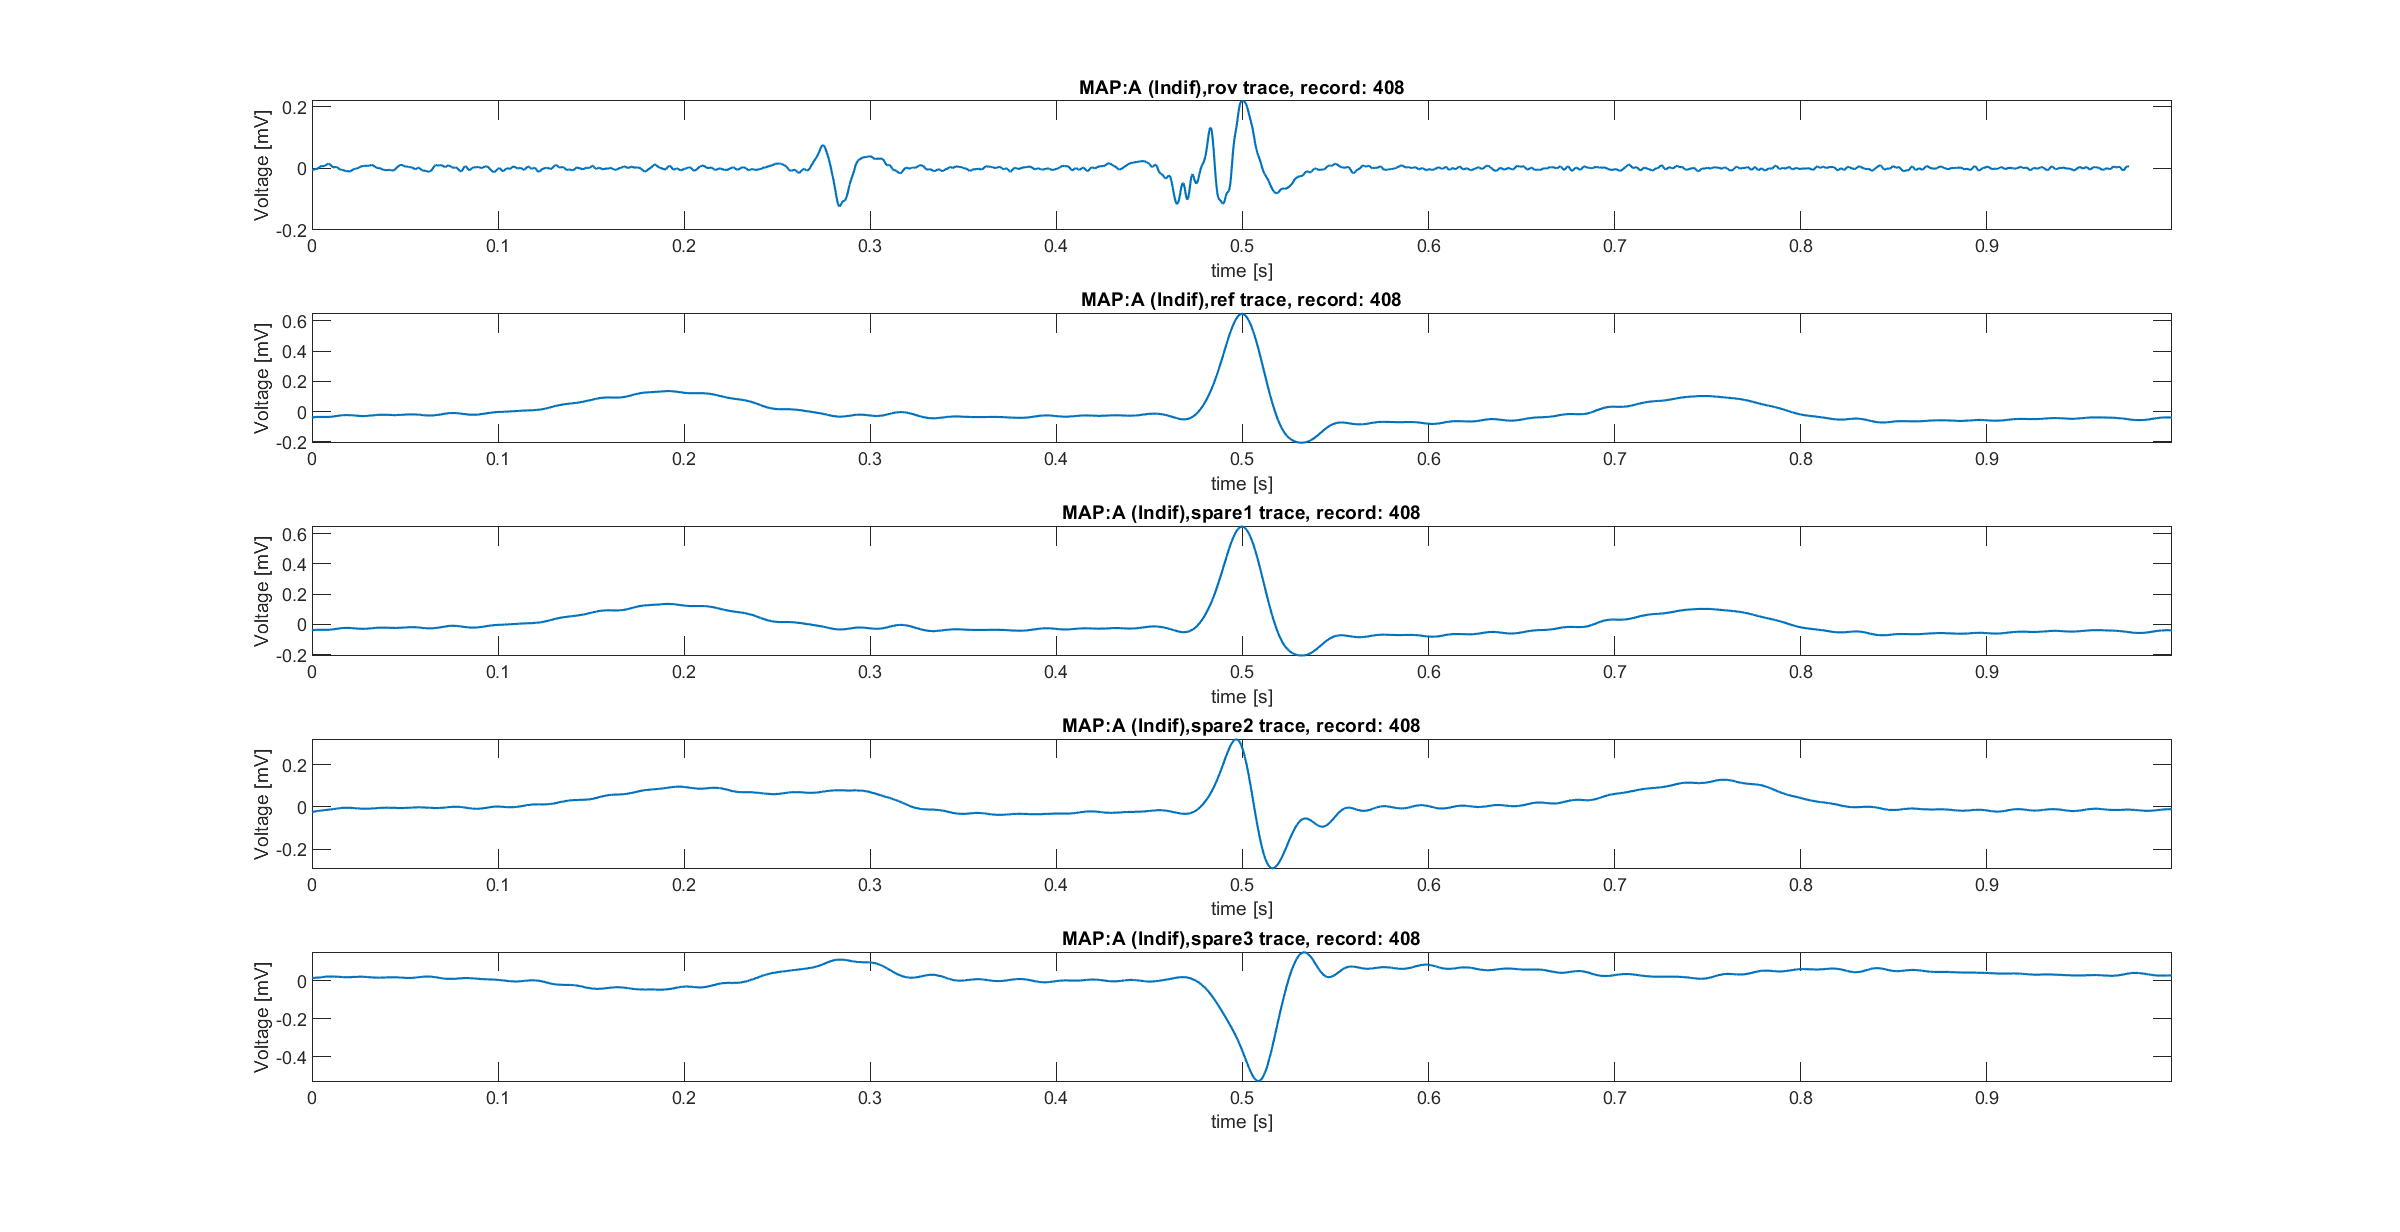 MAP:A (Indif),rov trace, record: 408
Voltage [mV]
0.2
0
-0.2
0 0.1 0.2 0.3 0.4 0.5 0.6 0.7 0.8 0.9
time [s]
MAP:A (Indif),ref trace, record: 408
Voltage [mV]
0.6
0.4
0.2
0
-0.2
0 0.1 0.2 0.3 0.4 0.5 0.6 0.7 0.8 0.9
time [s]
MAP:A (Indif),spare1 trace, record: 408
Voltage [mV]
0.6
0.4
0.2
0
-0.2
0 0.1 0.2 0.3 0.4 0.5 0.6 0.7 0.8 0.9
time [s]
MAP:A (Indif),spare2 trace, record: 408
Voltage [mV]
0.2
0
-0.2
0 0.1 0.2 0.3 0.4 0.5 0.6 0.7 0.8 0.9
time [s]
MAP:A (Indif),spare3 trace, record: 408
Voltage [mV]
0
-0.2
-0.4
0 0.1 0.2 0.3 0.4 0.5 0.6 0.7 0.8 0.9
time [s]